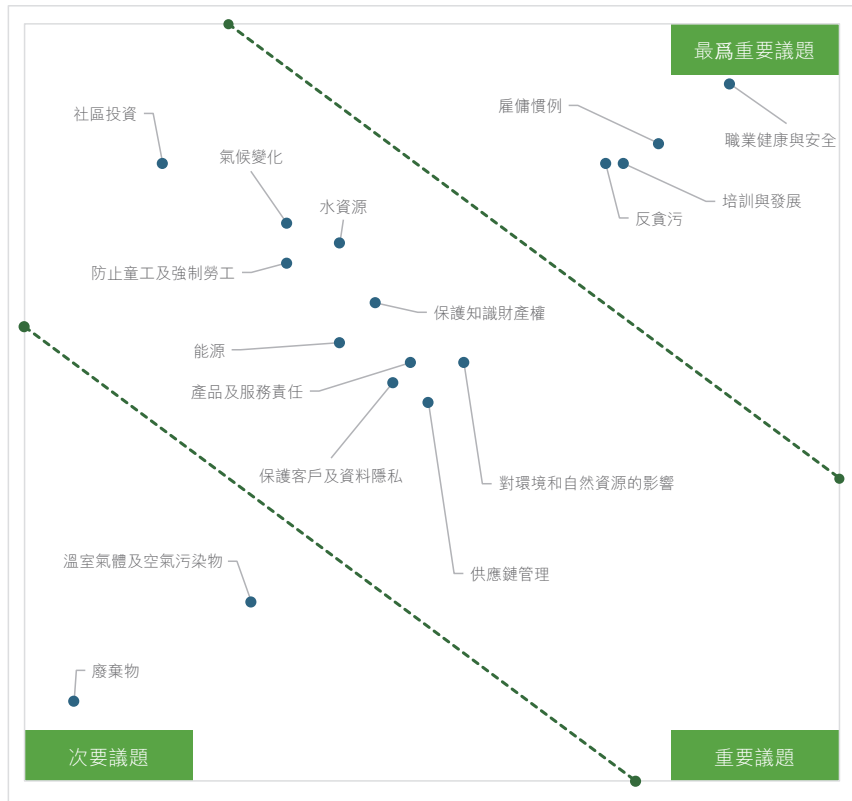 最爲重要議題
雇傭慣例
社區投資
職業健康與安全
氣候變化
培訓與發展
水資源
反貪污
防止童工及強制勞工
保護知識財產權
能源
產品及服務責任
保護客戶及資料隱私
對環境和自然資源的影響
溫室氣體及空氣污染物
供應鏈管理
廢棄物
次要議題
重要議題